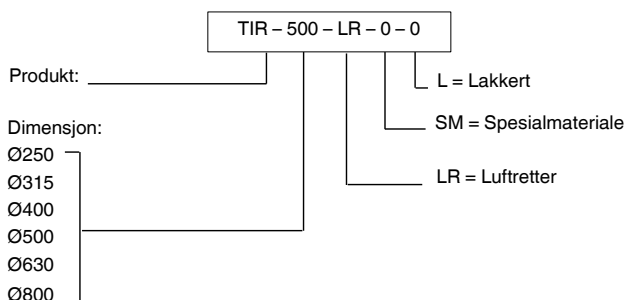 TIR – 500 – LR – 0 – 0
Produkt:
L = Lakkert
SM = Spesialmateriale
LR = Luftretter
Dimensjon:
Ø250
Ø315
Ø400
Ø500
Ø630
Ø800